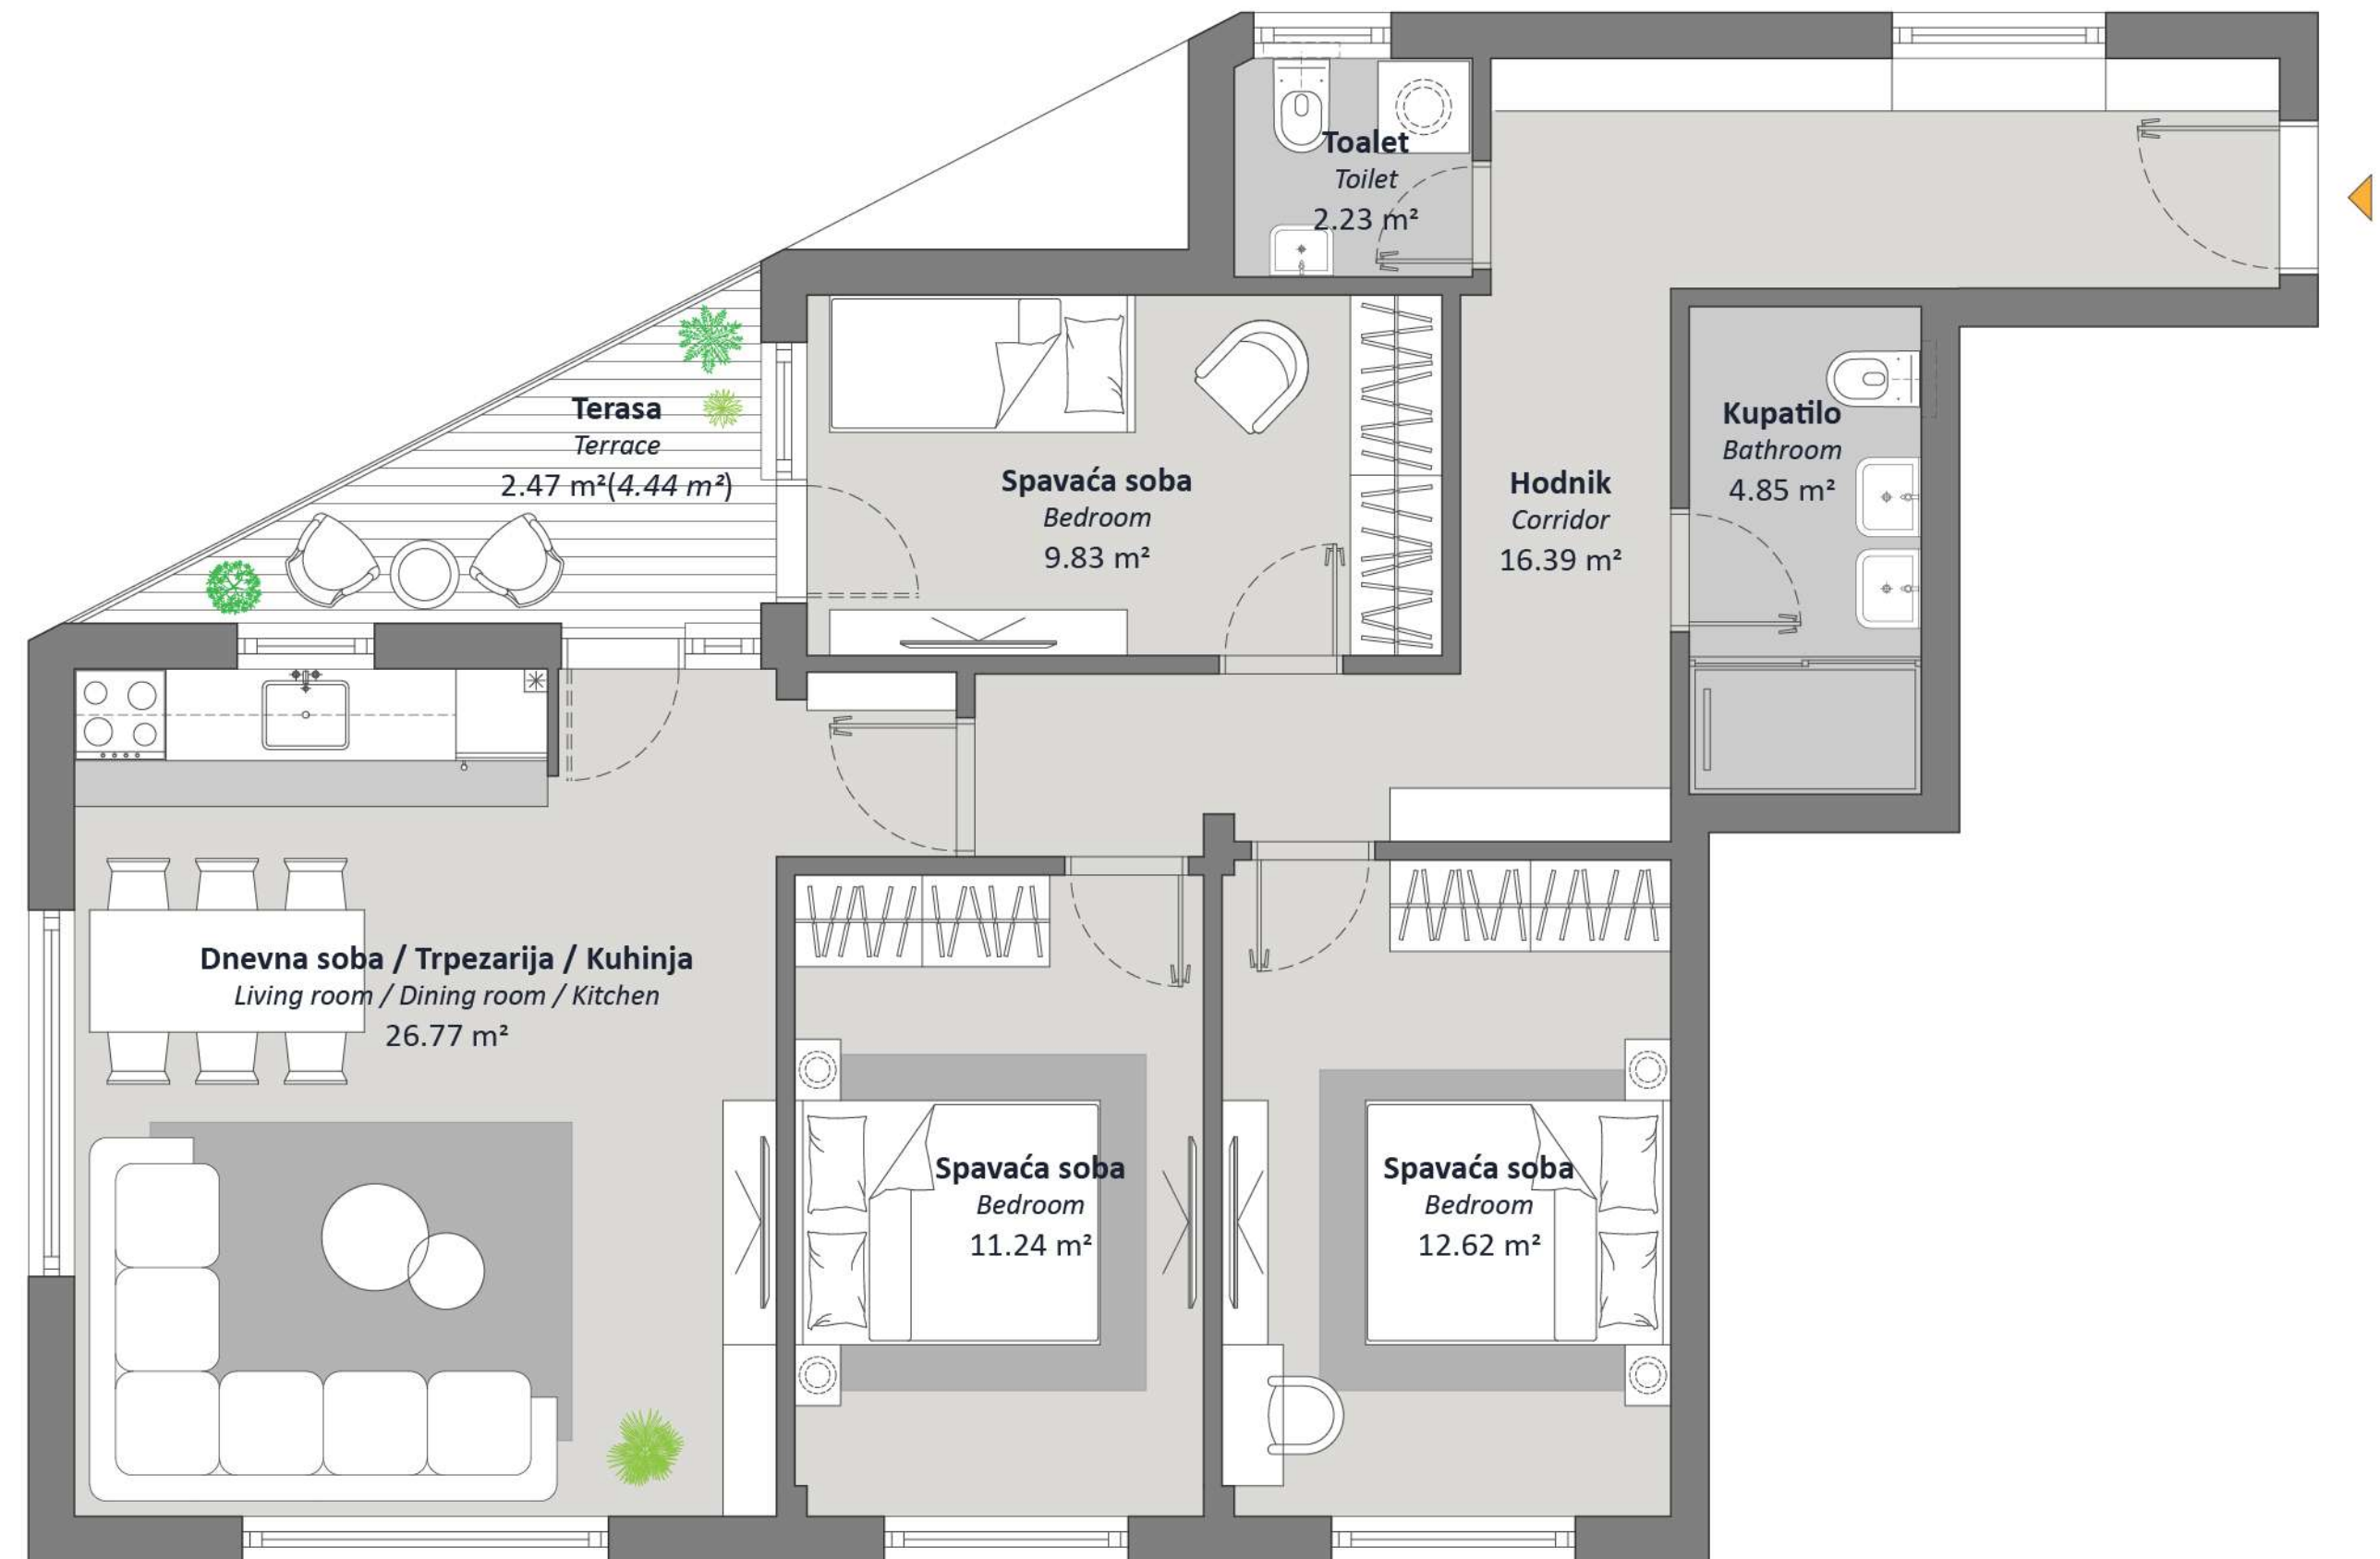 Toalet
Toilet
2.23 m²
Terasa
Terrace
2.47 m²(4.44 m²)
Spavaća soba
Bedroom
9.83 m²
Hodnik
Corridor
16.39 m²
Kupatilo
Bathroom
4.85 m²
Dnevna soba / Trpezarija / Kuhinja
Living room / Dining room / Kitchen
26.77 m²
Spavaća soba
Bedroom
11.24 m²
Spavaća soba
Bedroom
12.62 m²